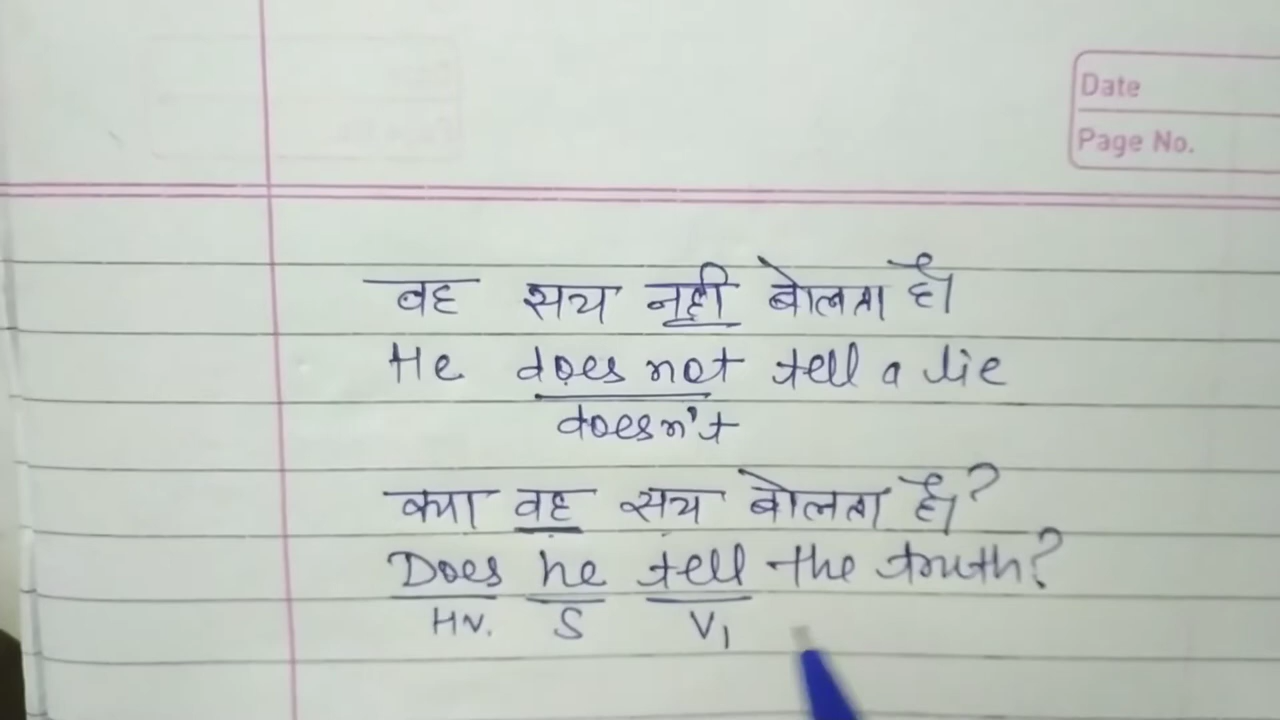 Date
Page No.
वह सच नही बोलता है।
He does not tell a lie
doesn't
क्या वह सच बोलता है?
Does he tell the truth?
HV. S V1